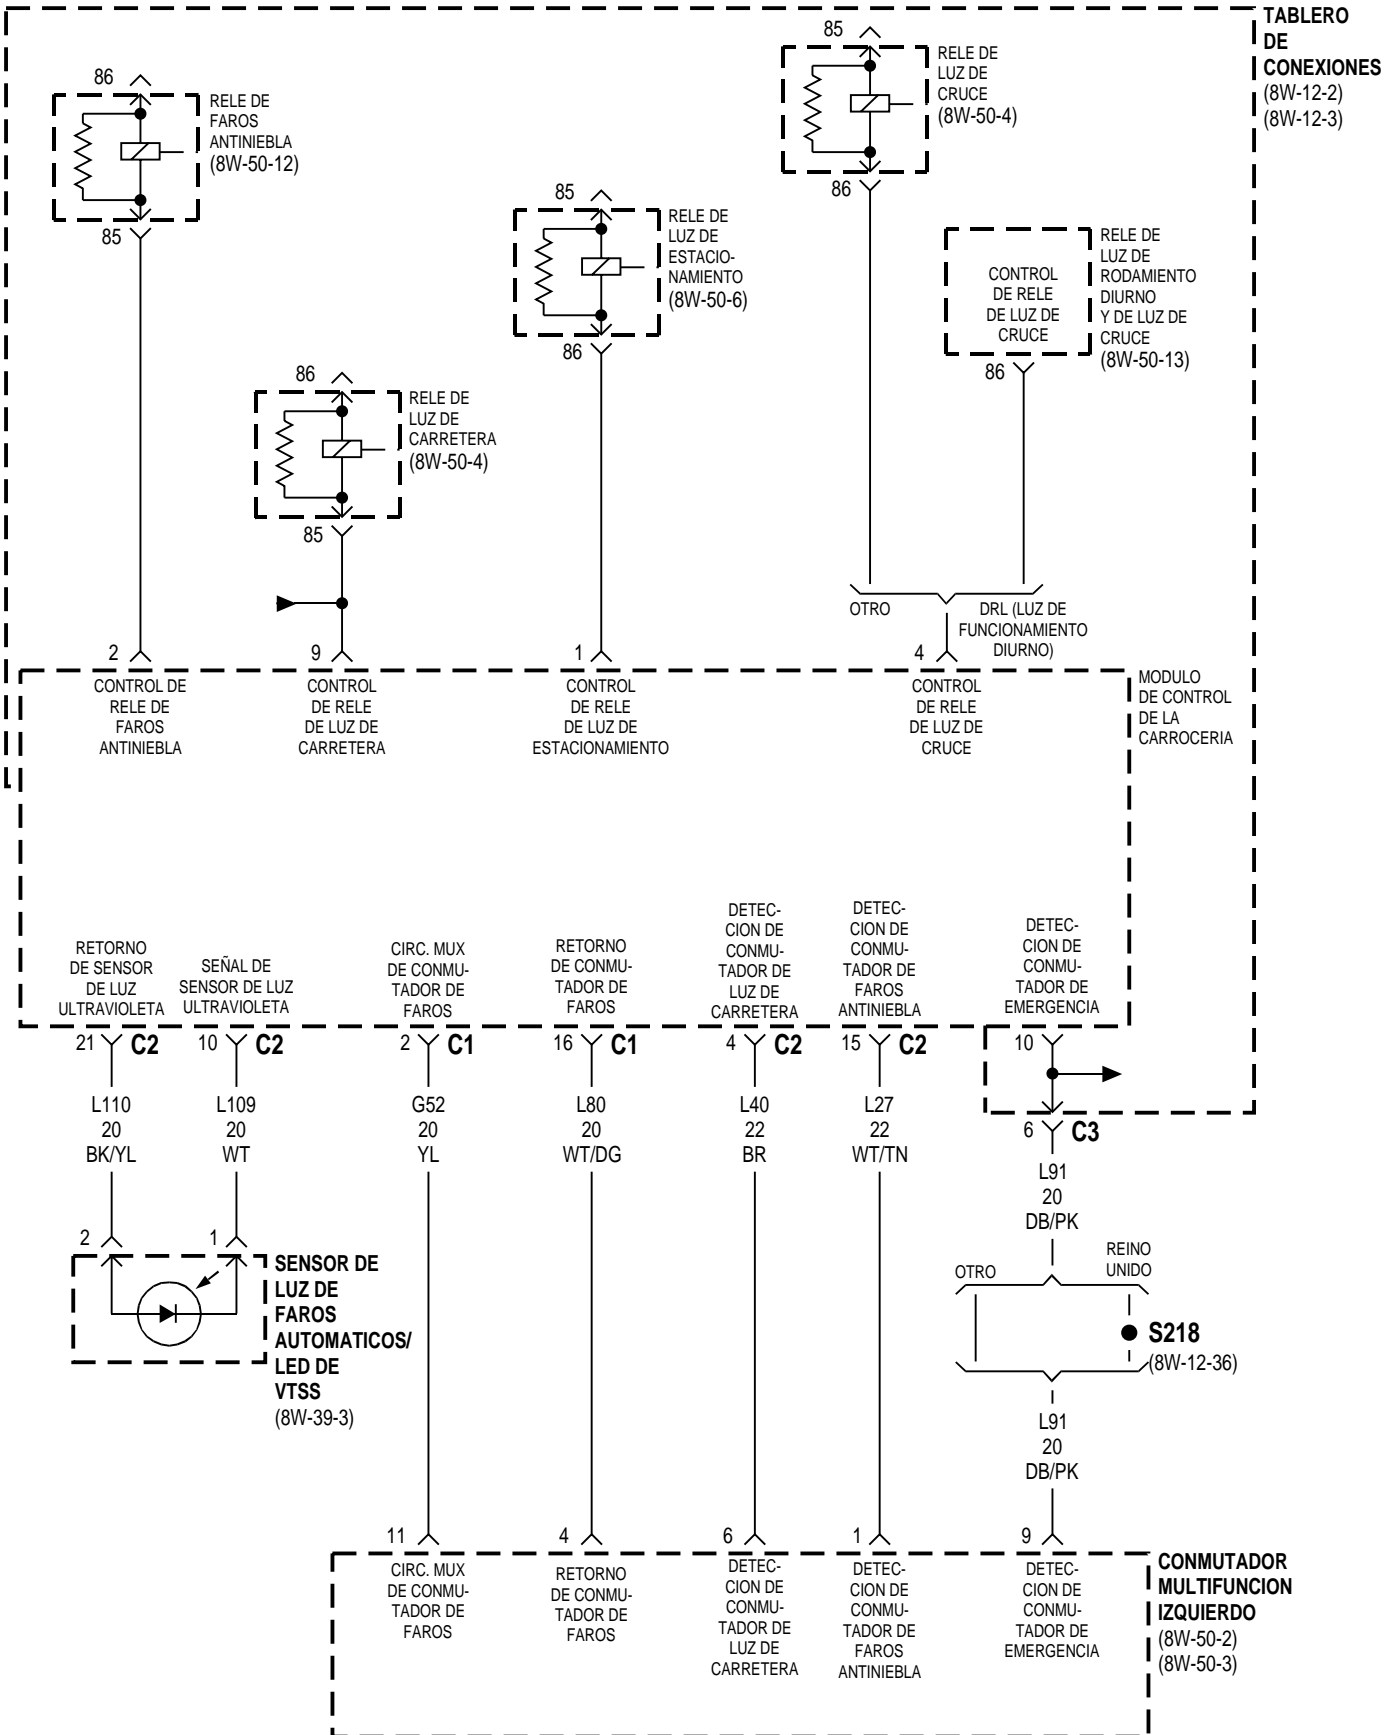 TABLERO
DE
CONEXIONES
(8W-12-2)
(8W-12-3)
85
RELE DE
LUZ DE
CRUCE
(8W-50-4)
86
86
RELE DE
FAROS
ANTINIEBLA
(8W-50-12)
85
85
RELE DE
LUZ DE
ESTACIO-
NAMIENTO
(8W-50-6)
86
CONTROL
DE RELE
DE LUZ DE
CRUCE
RELE DE
LUZ DE
RODAMIENTO
DIURNO
Y DE LUZ DE
CRUCE
(8W-50-13)
86
86
RELE DE
LUZ DE
CARRETERA
(8W-50-4)
85
OTRO
DRL (LUZ DE
FUNCIONAMIENTO
DIURNO)
2
9
1
4
CONTROL DE
RELE DE
FAROS
ANTINIEBLA
CONTROL
DE RELE
DE LUZ DE
CARRETERA
CONTROL
DE RELE
DE LUZ DE
ESTACIONAMIENTO
CONTROL
DE RELE
DE LUZ DE
CRUCE
MODULO
DE CONTROL
DE LA
CARROCERIA
RETORNO
DE SENSOR
DE LUZ
ULTRAVIOLETA
SEÑAL DE
SENSOR DE LUZ
ULTRAVIOLETA
CIRC. MUX
DE CONMU-
TADOR DE
FAROS
RETORNO
DE CONMU-
TADOR DE
FAROS
DETEC-
CION DE
CONMU-
TADOR DE
LUZ DE
CARRETERA
DETEC-
CION DE
CONMU-
TADOR DE
FAROS
ANTINIEBLA
DETEC-
CION DE
CONMU-
TADOR DE
EMERGENCIA
21 C2
10 C2
2 C1
16 C1
4 C2
15 C2
10
L110
20
BK/YL
L109
20
WT
G52
20
YL
L80
20
WT/DG
L40
22
BR
L27
22
WT/TN
6 C3
L91
20
DB/PK
2
1
SENSOR DE
LUZ DE
FAROS
AUTOMATICOS/
LED DE
VTSS
(8W-39-3)
OTRO
REINO
UNIDO
S218
(8W-12-36)
L91
20
DB/PK
11
4
6
1
9
CIRC. MUX
DE CONMU-
TADOR DE
FAROS
RETORNO
DE CONMU-
TADOR DE
FAROS
DETEC-
CION DE
CONMU-
TADOR DE
LUZ DE
CARRETERA
DETEC-
CION DE
CONMU-
TADOR DE
FAROS
ANTINIEBLA
DETEC-
CION DE
CONMU-
TADOR DE
EMERGENCIA
CONMUTADOR
MULTIFUNCION
IZQUIERDO
(8W-50-2)
(8W-50-3)